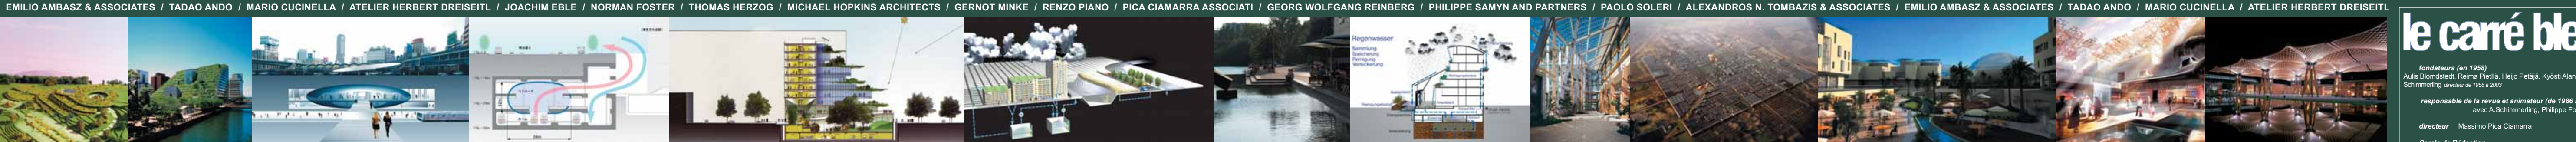 EMILIO AMBASZ & ASSOCIATES / TADAO ANDO / MARIO CUCINELLA / ATELIER HERBERT DREISEITL / JOACHIM EBLE / NORMAN FOSTER / THOMAS HERZOG / MICHAEL HOPKINS ARCHITECTS / GERNOT MINKE / RENZO PIANO / PICA CIAMARRA ASSOCIATI / GEORG WOLFGANG REINBERG / PHILIPPE SAMYN AND PARTNERS / PAOLO SOLERI / ALEXANDROS N. TOMBAZIS & ASSOCIATES / EMILIO AMBASZ & ASSOCIATES / TADAO ANDO / MARIO CUCINELLA / ATELIER HERBERT DREISEITL
Regenwasser
Sammlung
Speicherung
Reinigung
Versickerung
le carré ble
fondateurs (en 1958)
Aulis Blomdstedt, Reima Pietilä, Heijo Petäjä, Kyösti Alan
Schimmerling directeur de 1958 à 2003
responsable de la revue et animateur (de 1986 à
avec A.Schimmerling, Philippe Fo
directeur Massimo Pica Ciamarra